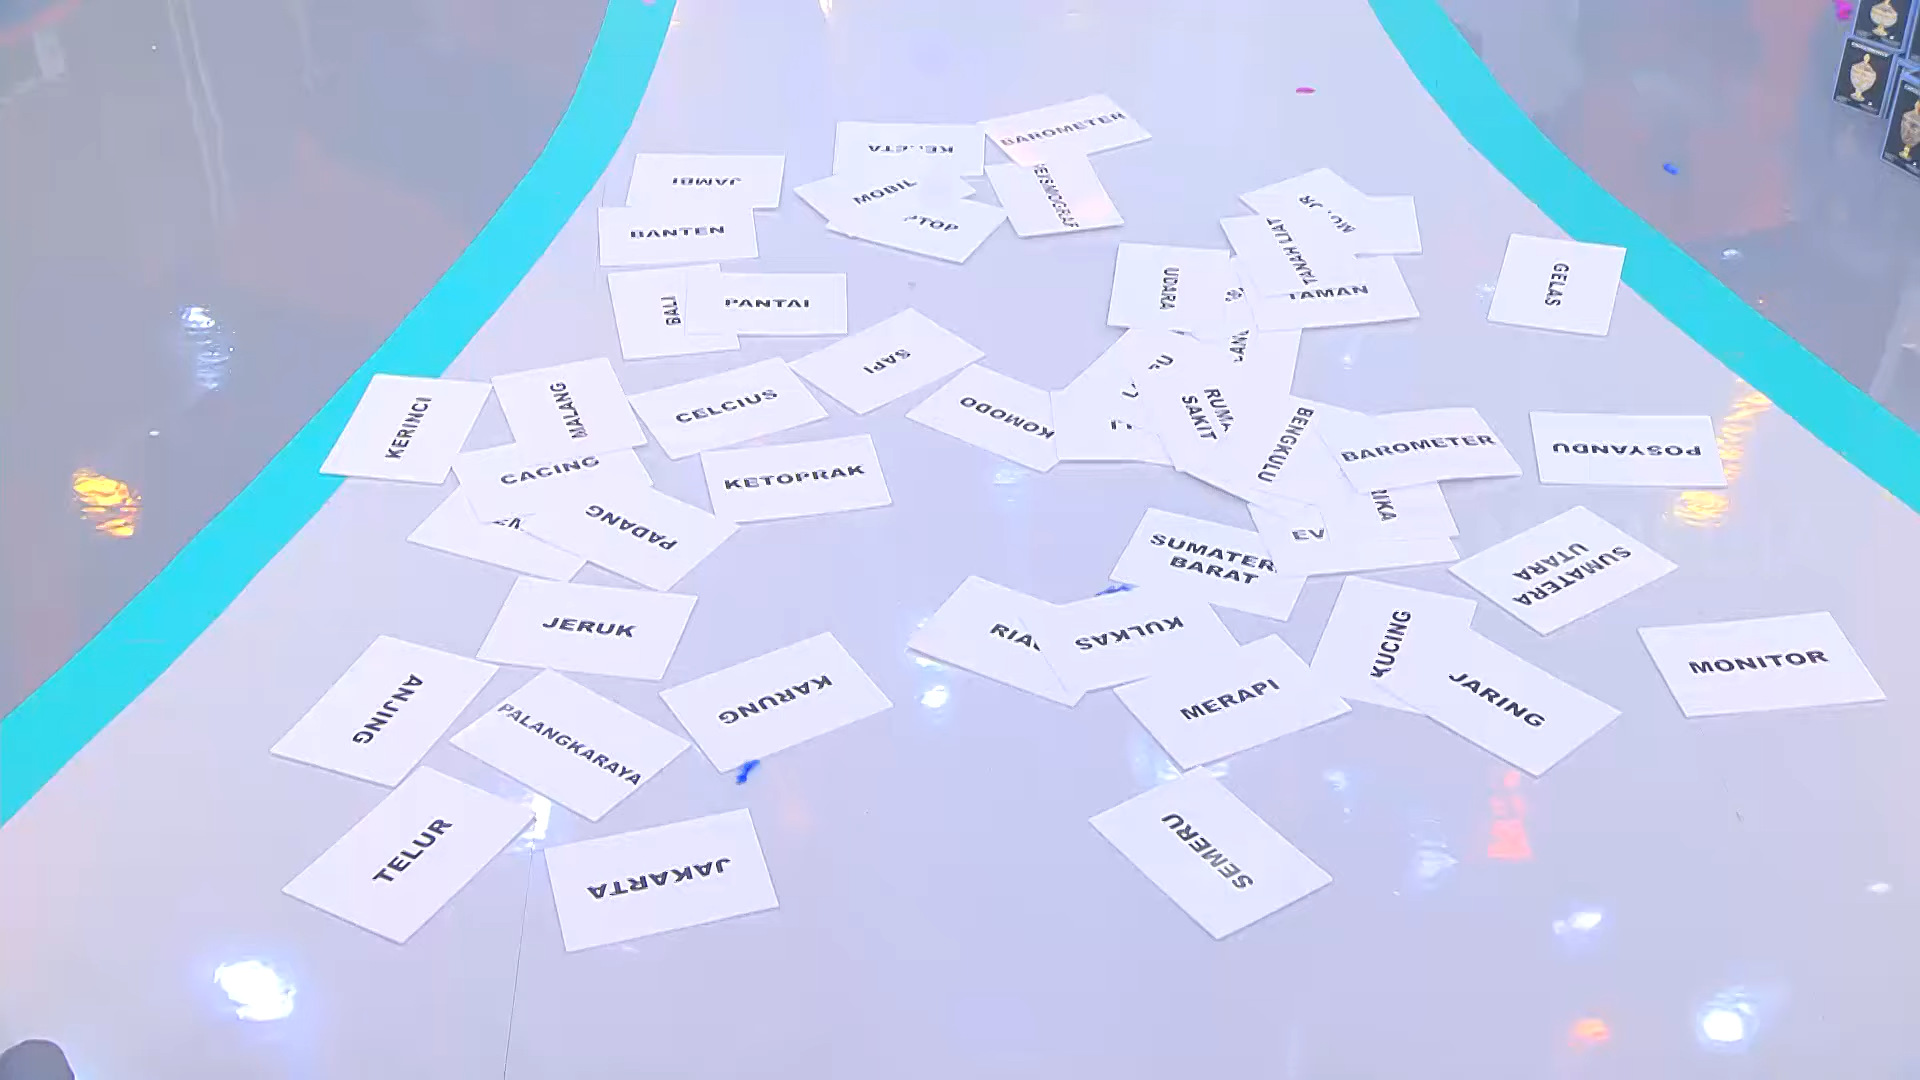 BAROMETER
MOBIL
JAMBI
BANTEN
TANAH LIAT
UDARA
TAMAN
GELAS
BALI
PANTAI
SAPI
KOMODO
KERINCI
MALANG
CELCIUS
CACING
KETOPRAK
PADANG
SAKIT
BENGKULU
BAROMETER
POSYANDU
SUMATERA
UTARA
BARAT
JERUK
KULKAS
KUCING
MONITOR
ANJING
PALANGKARAYA
KARUNG
MERAPI
JARING
TELUR
JAKARTA
SEMERU